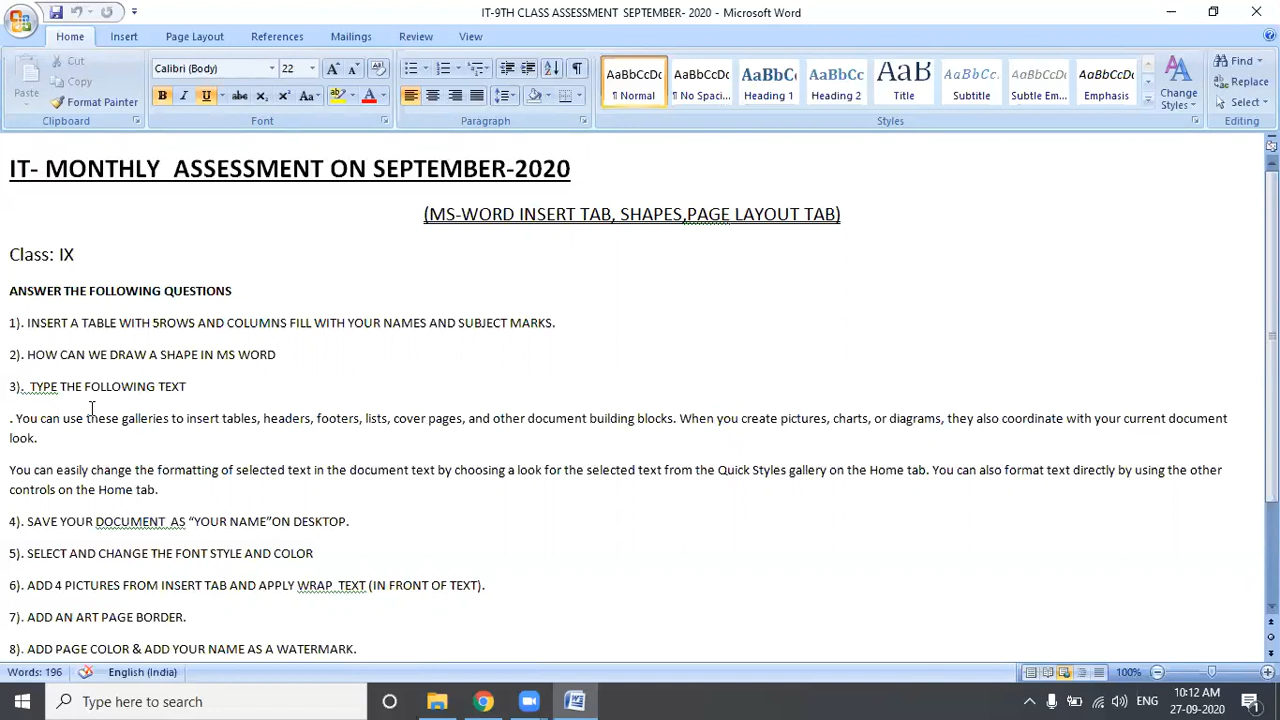 IT-9TH CLASS ASSESSMENT SEPTEMBER- 2020 - Microsoft Word
Home Insert Page Layout References Mailings Review View
Paste
Cut
Copy
Format Painter
Clipboard
Calibri (Body) 22
Font
Paragraph
AaBbCcDc AaBbCcDc AaBbCc AaBbCc AaB AaBbCc. AaBbCcDc AaBbCcDc
¶ Normal ¶ No Spaci... Heading 1 Heading 2 Title Subtitle Subtle Em... Emphasis
Change Styles
Styles
Find
Replace
Select
Editing
IT- MONTHLY ASSESSMENT ON SEPTEMBER-2020
(MS-WORD INSERT TAB, SHAPES,PAGE LAYOUT TAB)
Class: IX
ANSWER THE FOLLOWING QUESTIONS
1). INSERT A TABLE WITH 5ROWS AND COLUMNS FILL WITH YOUR NAMES AND SUBJECT MARKS.
2). HOW CAN WE DRAW A SHAPE IN MS WORD
3). TYPE THE FOLLOWING TEXT
. You can use these galleries to insert tables, headers, footers, lists, cover pages, and other document building blocks. When you create pictures, charts, or diagrams, they also coordinate with your current document
look.
You can easily change the formatting of selected text in the document text by choosing a look for the selected text from the Quick Styles gallery on the Home tab. You can also format text directly by using the other
controls on the Home tab.
4). SAVE YOUR DOCUMENT AS “YOUR NAME”ON DESKTOP.
5). SELECT AND CHANGE THE FONT STYLE AND COLOR
6). ADD 4 PICTURES FROM INSERT TAB AND APPLY WRAP TEXT (IN FRONT OF TEXT).
7). ADD AN ART PAGE BORDER.
8). ADD PAGE COLOR & ADD YOUR NAME AS A WATERMARK.
Words: 196 English (India) 100%
Type here to search
ENG
10:12 AM
27-09-2020